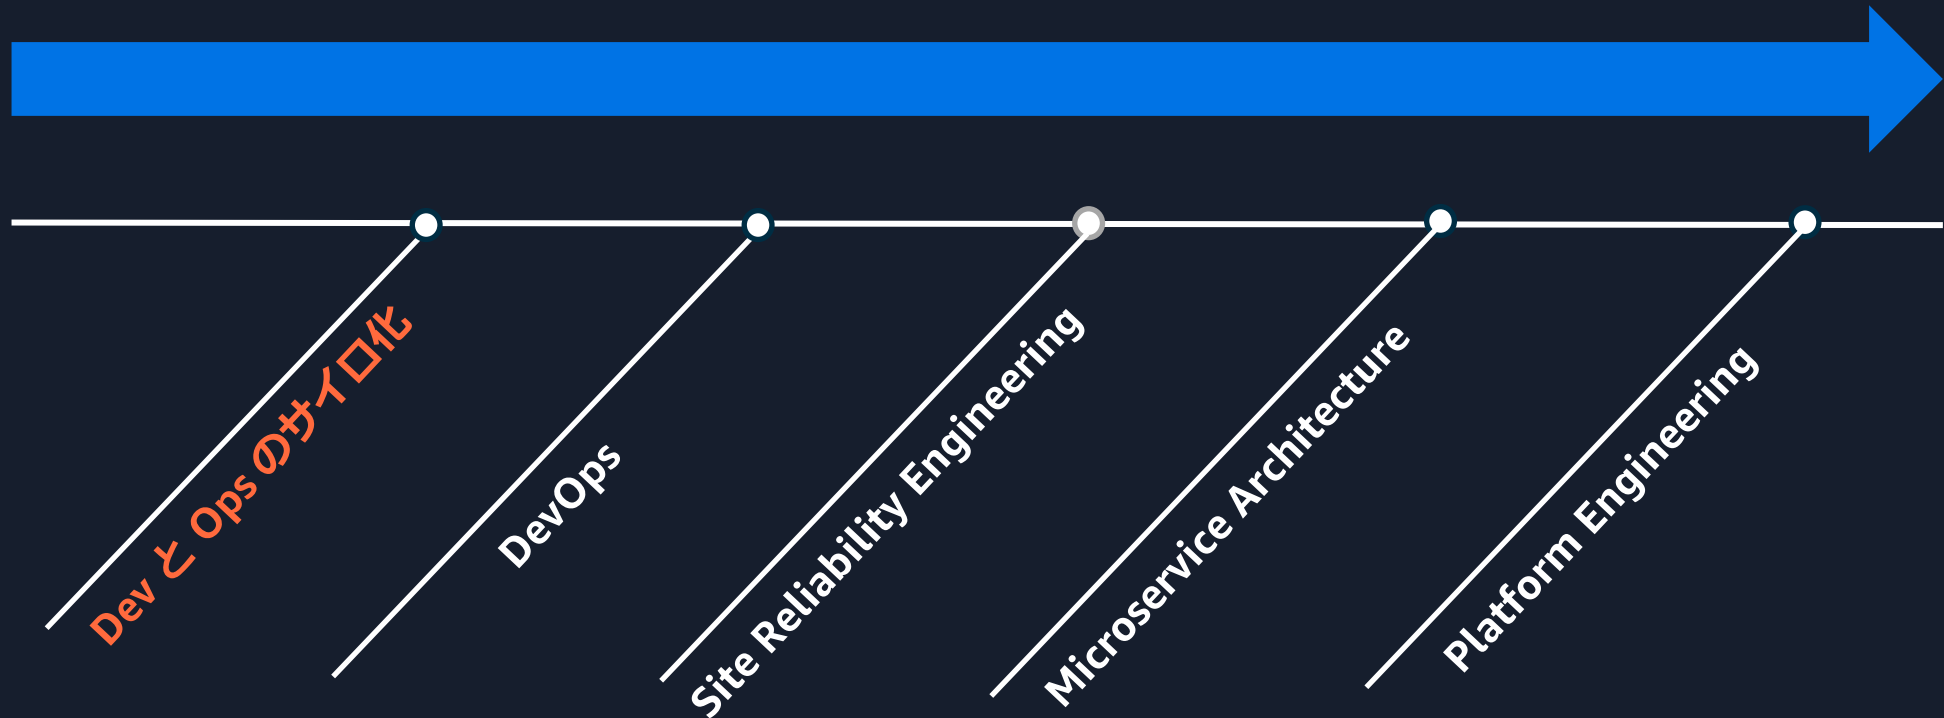 Dev と Ops のサイロ化
DevOps
Site Reliability Engineering
Microservice Architecture
Platform Engineering